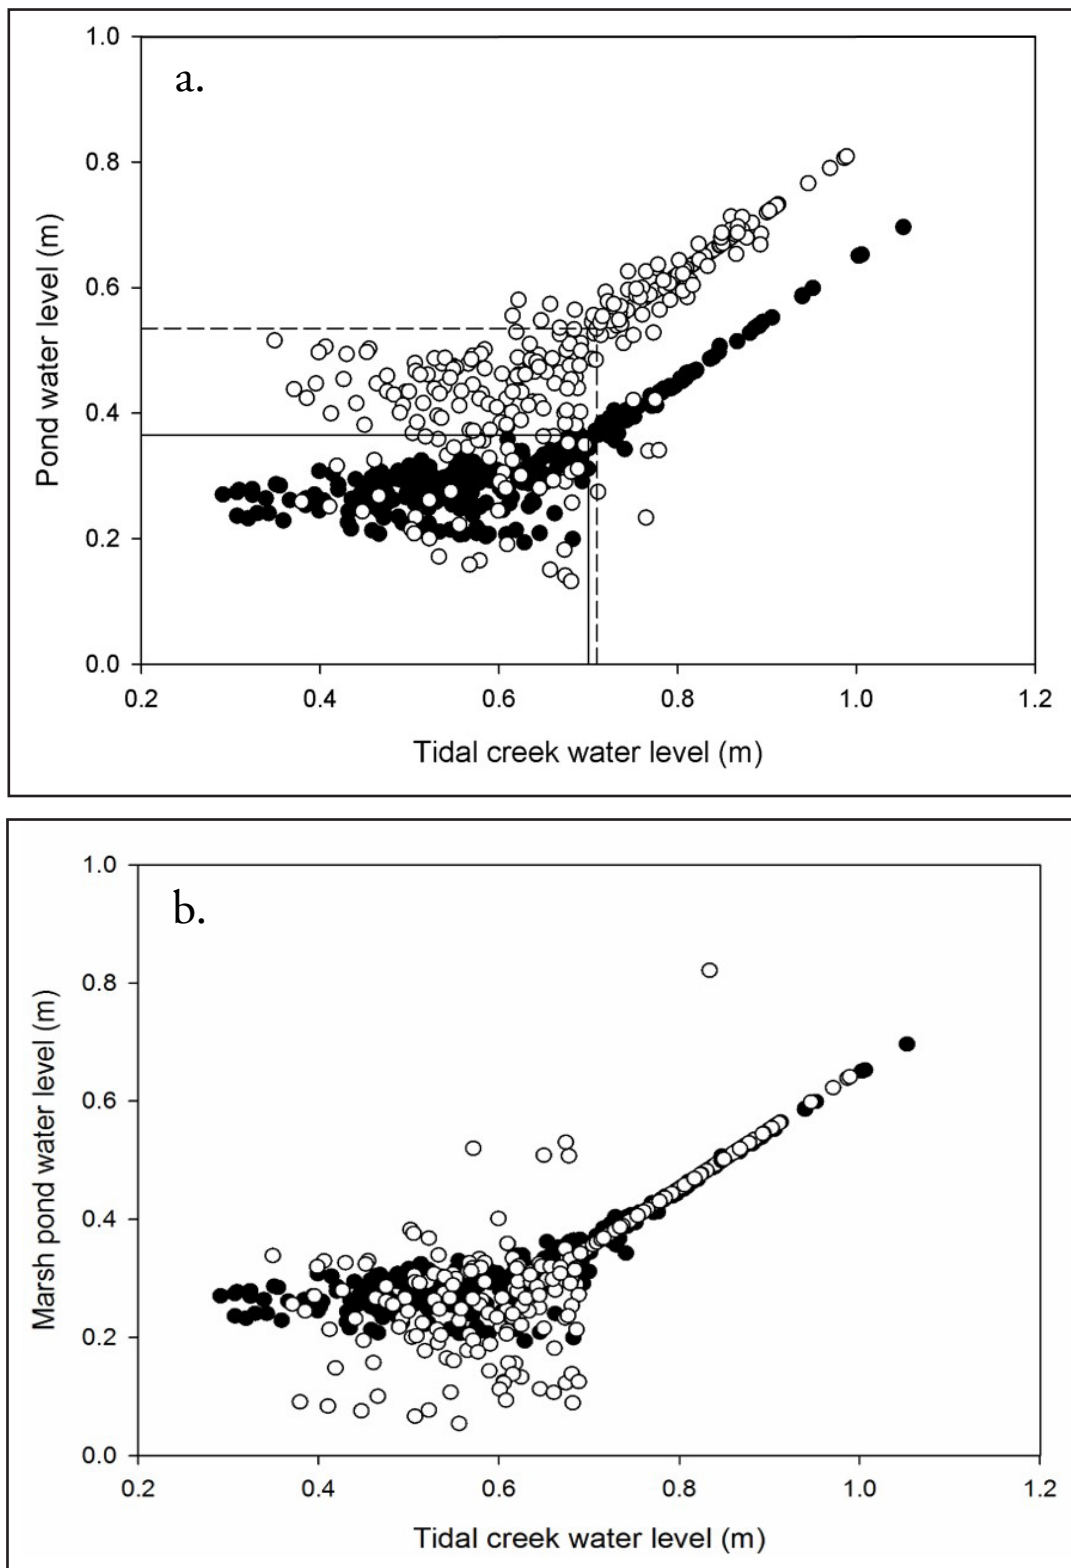 a.
1.0
0.8
0.6
0.4
0.2
0.0
Pond water level (m)
0.2 0.4 0.6 0.8 1.0 1.2
Tidal creek water level (m)
b.
1.0
0.8
0.6
0.4
0.2
0.0
Marsh pond water level (m)
0.2 0.4 0.6 0.8 1.0 1.2
Tidal creek water level (m)